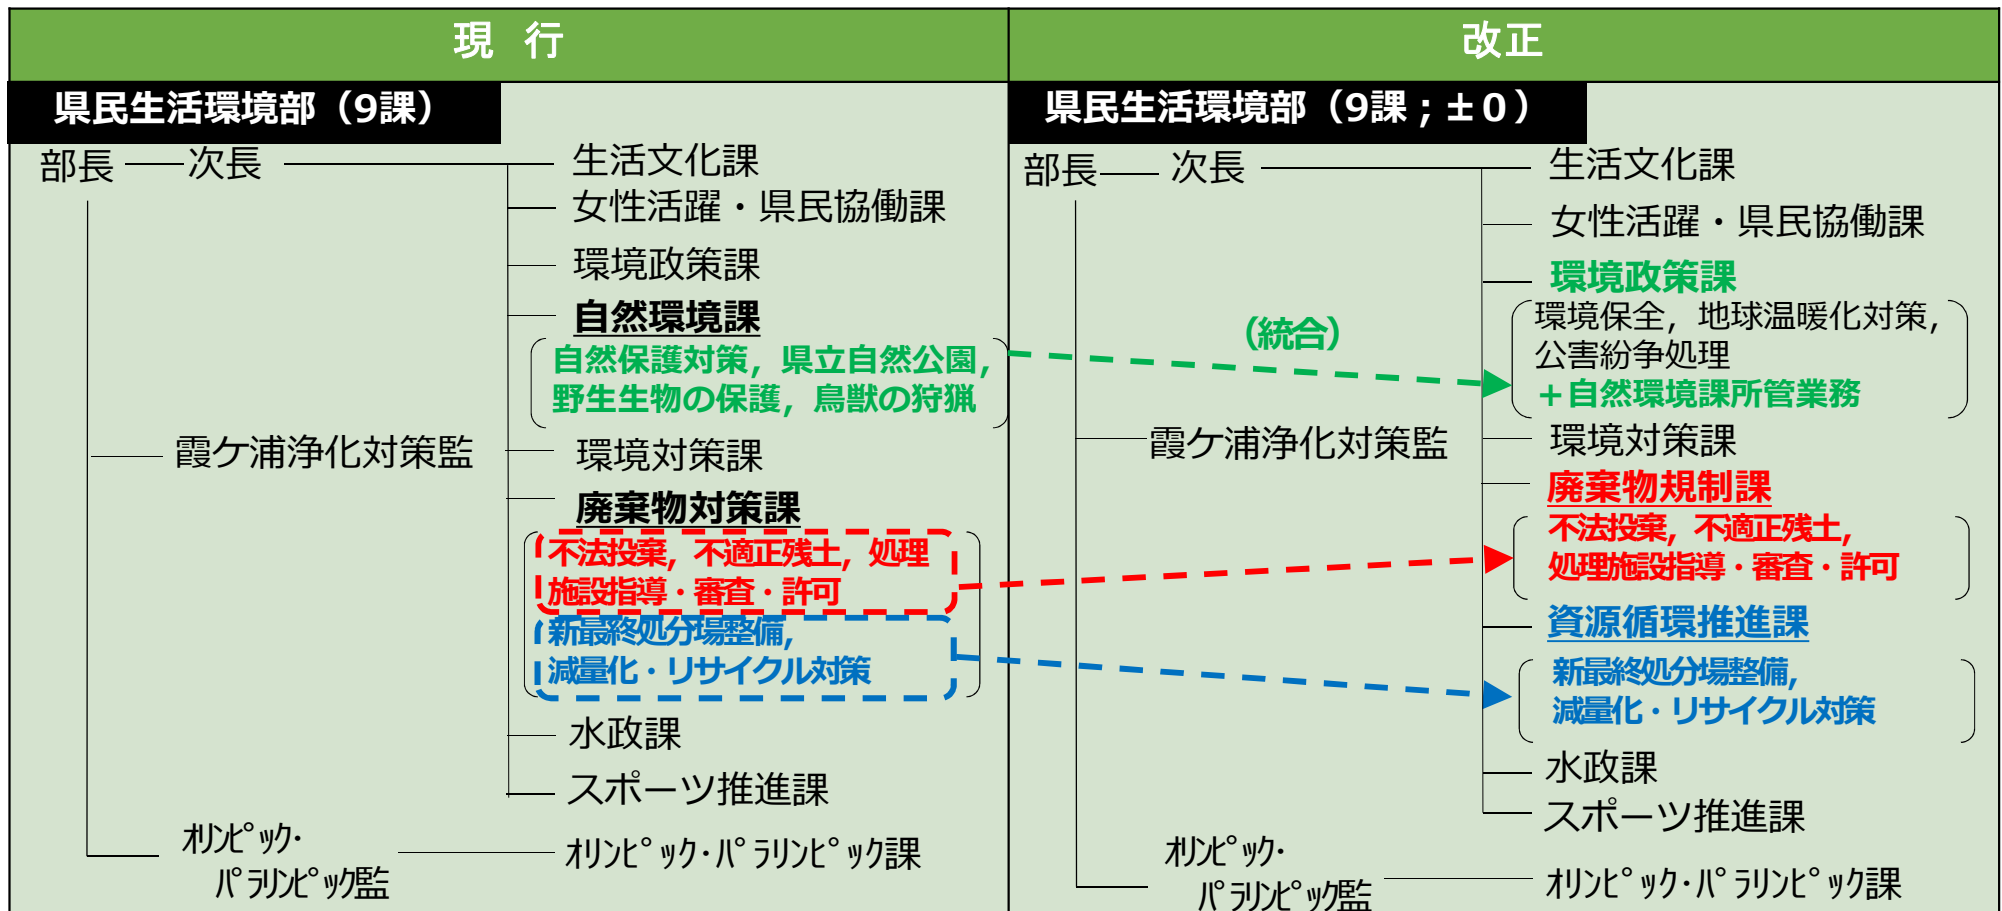 現 行
県民生活環境部（9課）
部長
次長
生活文化課
女性活躍・県民協働課
環境政策課
自然環境課
自然保護対策，県立自然公園，
野生生物の保護，鳥獣の狩猟
霞ケ浦浄化対策監
環境対策課
廃棄物対策課
不法投棄，不適正残土，処理
施設指導・審査・許可
新最終処分場整備，
減量化・リサイクル対策
水政課
スポーツ推進課
ｵﾘﾝﾋﾟｯｸ・
ﾊﾟﾗﾘﾝﾋﾟｯｸ監
ｵﾘﾝﾋﾟｯｸ・ﾊﾟﾗﾘﾝﾋﾟｯｸ課
（統合）
改正
県民生活環境部（9課；±０）
部長
次長
生活文化課
女性活躍・県民協働課
環境政策課
環境保全，地球温暖化対策，
公害紛争処理
＋自然環境課所管業務
霞ケ浦浄化対策監
環境対策課
廃棄物規制課
不法投棄，不適正残土，
処理施設指導・審査・許可
資源循環推進課
新最終処分場整備，
減量化・リサイクル対策
水政課
スポーツ推進課
ｵﾘﾝﾋﾟｯｸ・
ﾊﾟﾗﾘﾝﾋﾟｯｸ監
ｵﾘﾝﾋﾟｯｸ・ﾊﾟﾗﾘﾝﾋﾟｯｸ課